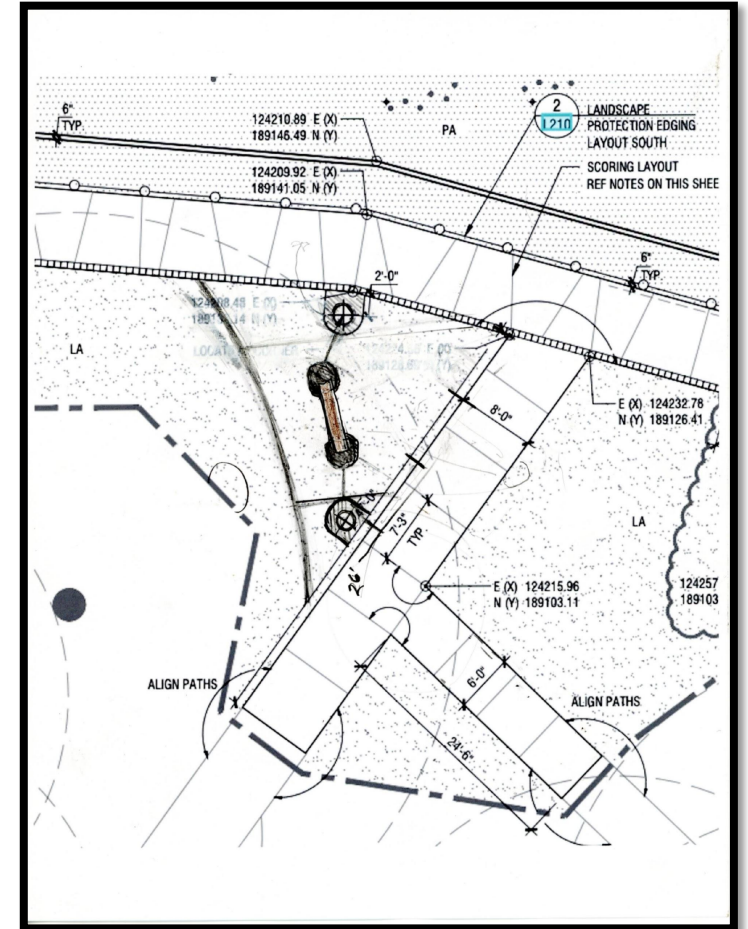 6"
TYP.
124210.89 E (X)
189146.49 N (Y)
PA
2
L210
LANDSCAPE
PROTECTION EDGING
LAYOUT SOUTH
124209.92 E (X)
189141.05 N (Y)
SCORING LAYOUT
REF NOTES ON THIS SHEE
2'-0"
6"
TYP.
LA
8'-0"
E (X) 124232.78
N (Y) 189126.41
7'-3"
TYP
LA
26'
E (X) 124215.96
N (Y) 189103.11
124257
189103
ALIGN PATHS
6'-0"
ALIGN PATHS
24'-6"